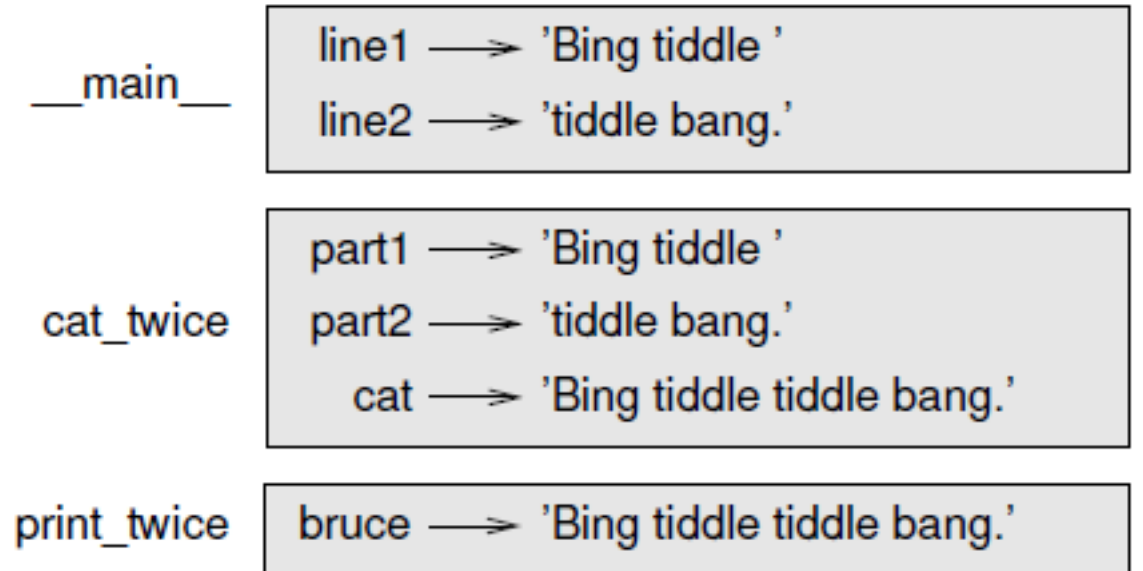 line1 ’Bing tiddle ’
__main__
line2 ’tiddle bang.’
part1 ’Bing tiddle ’
cat_twice part2 ’tiddle bang.’
cat ’Bing tiddle tiddle bang.’
print_twice bruce ’Bing tiddle tiddle bang.’